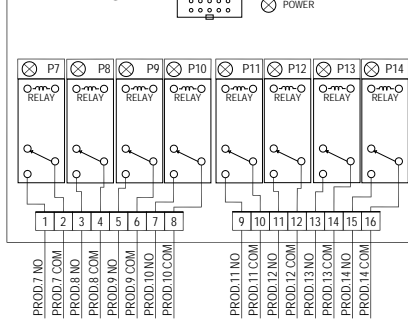 POWER
P7 P8 P9 P10 P11 P12 P13 P14
RELAY RELAY RELAY RELAY RELAY RELAY RELAY RELAY
1 2 3 4 5 6 7 8 9 10 11 12 13 14 15 16
PROD.7 NO
PROD.7 COM
PROD.8 NO
PROD.8 COM
PROD.9 NO
PROD.9 COM
PROD.10 NO
PROD.10 COM
PROD.11 NO
PROD.11 COM
PROD.12 NO
PROD.12 COM
PROD.13 NO
PROD.13 COM
PROD.14 NO
PROD.14 COM